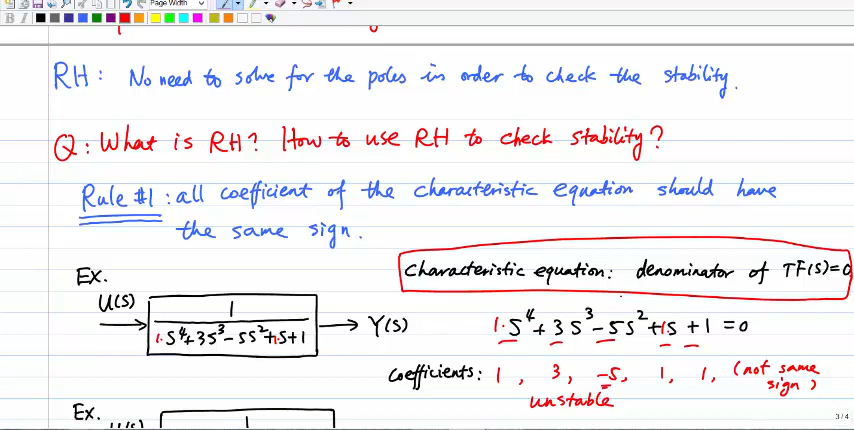 Page Width
B I
RH: No need to solve for the poles in order to check the stability.
Q: What is RH? How to use RH to check stability?
Rule #1: all coefficient of the characteristic equation should have
the same sign.
Characteristic equation: denominator of TF(S)=0
Ex.
U(S)
1
1·S⁴+3S³-5S²+1·S+1
Y(S)
1·S⁴+3S³-5S²+1S+1=0
Coefficients: 1, 3, -5, 1, 1, (not same
sign)
unstable
Ex.
3/4